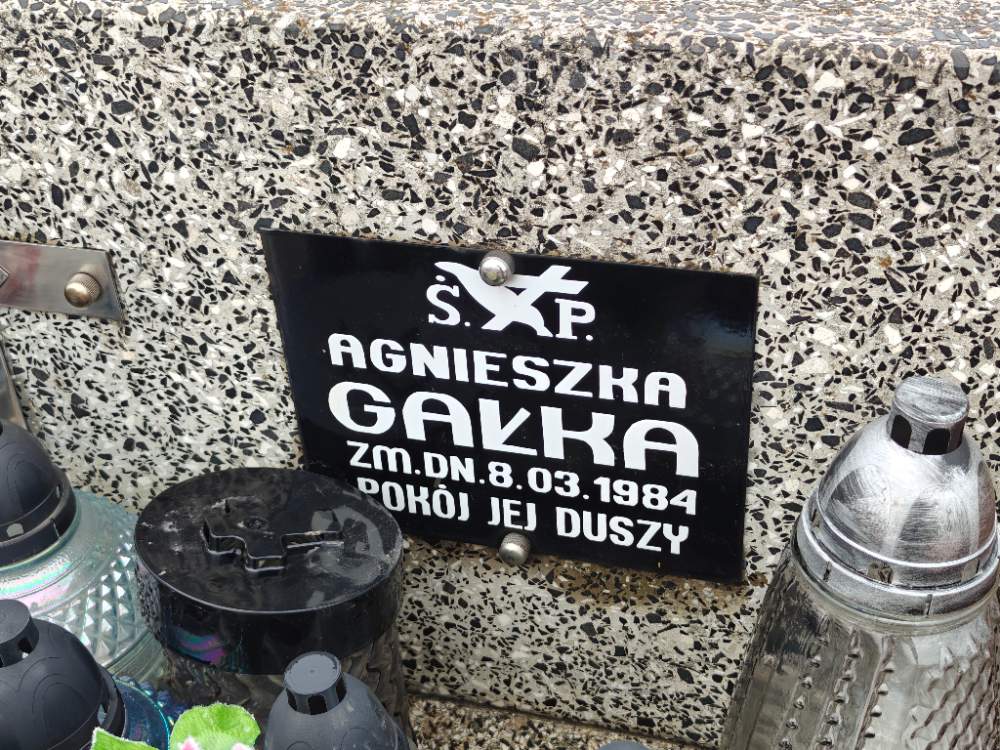 Ś. P.
AGNIESZKA
GAŁKA
ZM. DN. 8.03.1984
POKÓJ JEJ DUSZY